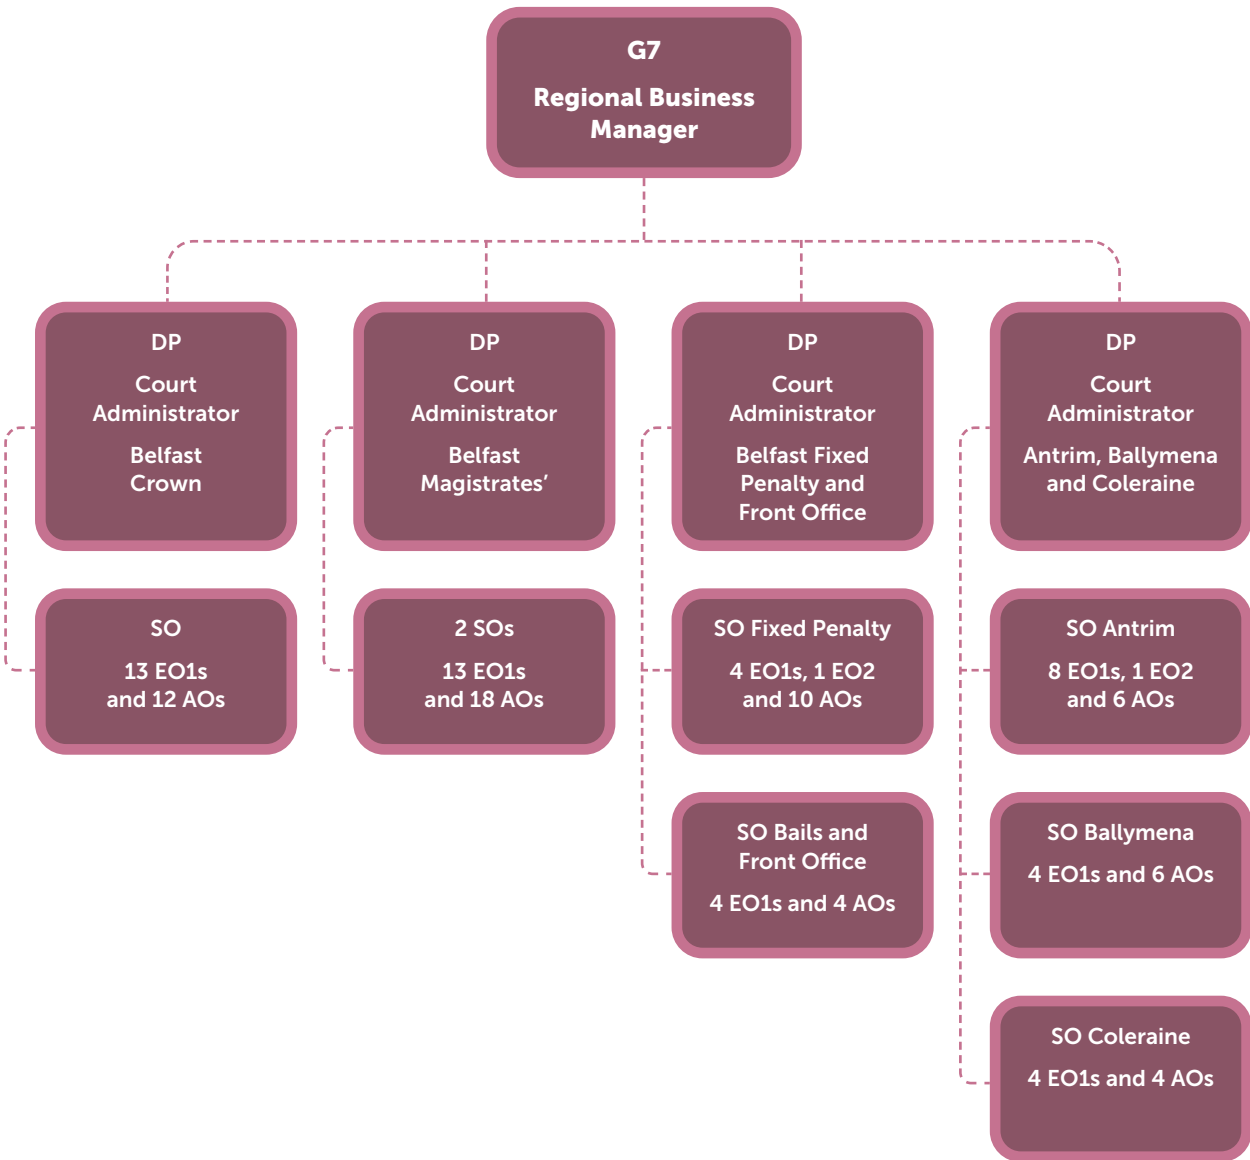 G7
Regional Business
Manager
DP
Court
Administrator
Belfast
Crown
DP
Court
Administrator
Belfast
Magistrates’
DP
Court
Administrator
Belfast Fixed
Penalty and
Front Office
DP
Court
Administrator
Antrim, Ballymena
and Coleraine
SO
13 EO1s
and 12 AOs
2 SOs
13 EO1s
and 18 AOs
SO Fixed Penalty
4 EO1s, 1 EO2
and 10 AOs
SO Antrim
8 EO1s, 1 EO2
and 6 AOs
SO Bails and
Front Office
4 EO1s and 4 AOs
SO Ballymena
4 EO1s and 6 AOs
SO Coleraine
4 EO1s and 4 AOs